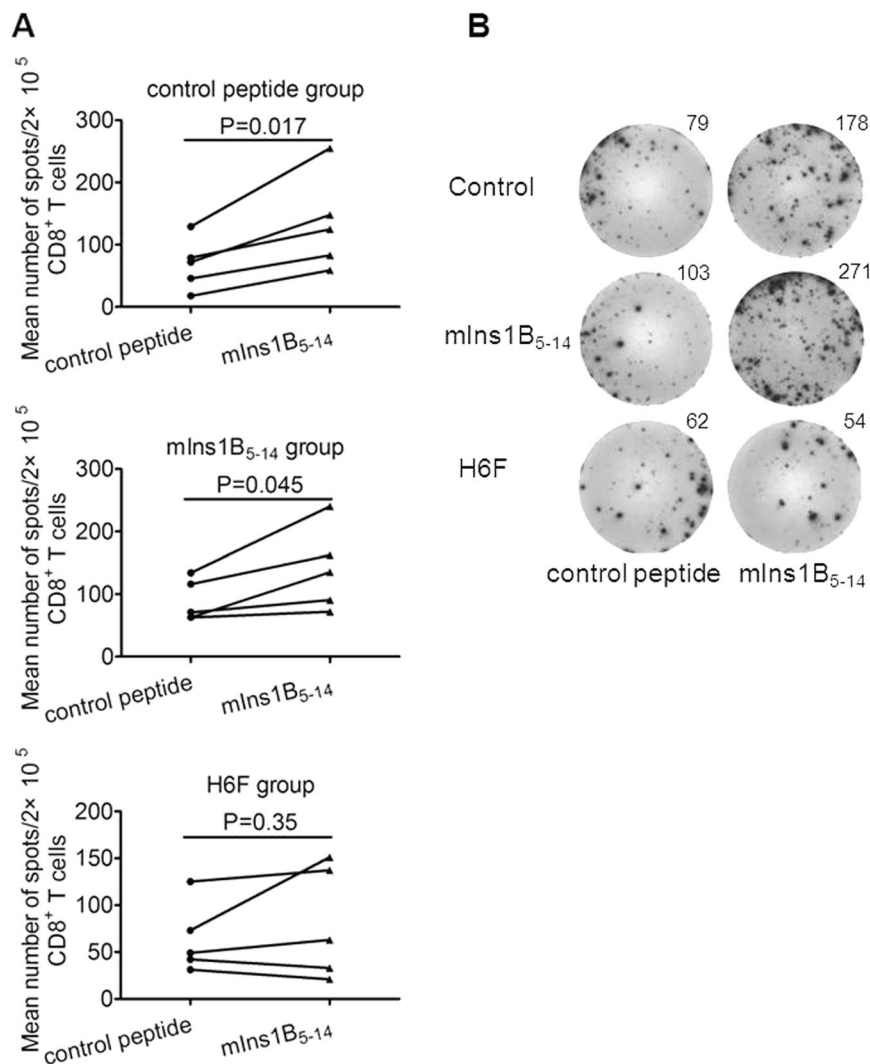 A
control peptide group
P=0.017
Mean number of spots/2× 10⁵
CD8⁺ T cells
300
200
100
0
control peptide
mIns1B₅₋₁₄
mIns1B₅₋₁₄ group
P=0.045
Mean number of spots/2× 10⁵
CD8⁺ T cells
300
200
100
0
control peptide
mIns1B₅₋₁₄
H6F group
P=0.35
Mean number of spots/2× 10⁵
CD8⁺ T cells
200
150
100
50
0
control peptide
mIns1B₅₋₁₄
B
Control
79
178
mIns1B₅₋₁₄
103
271
H6F
62
54
control peptide
mIns1B₅₋₁₄